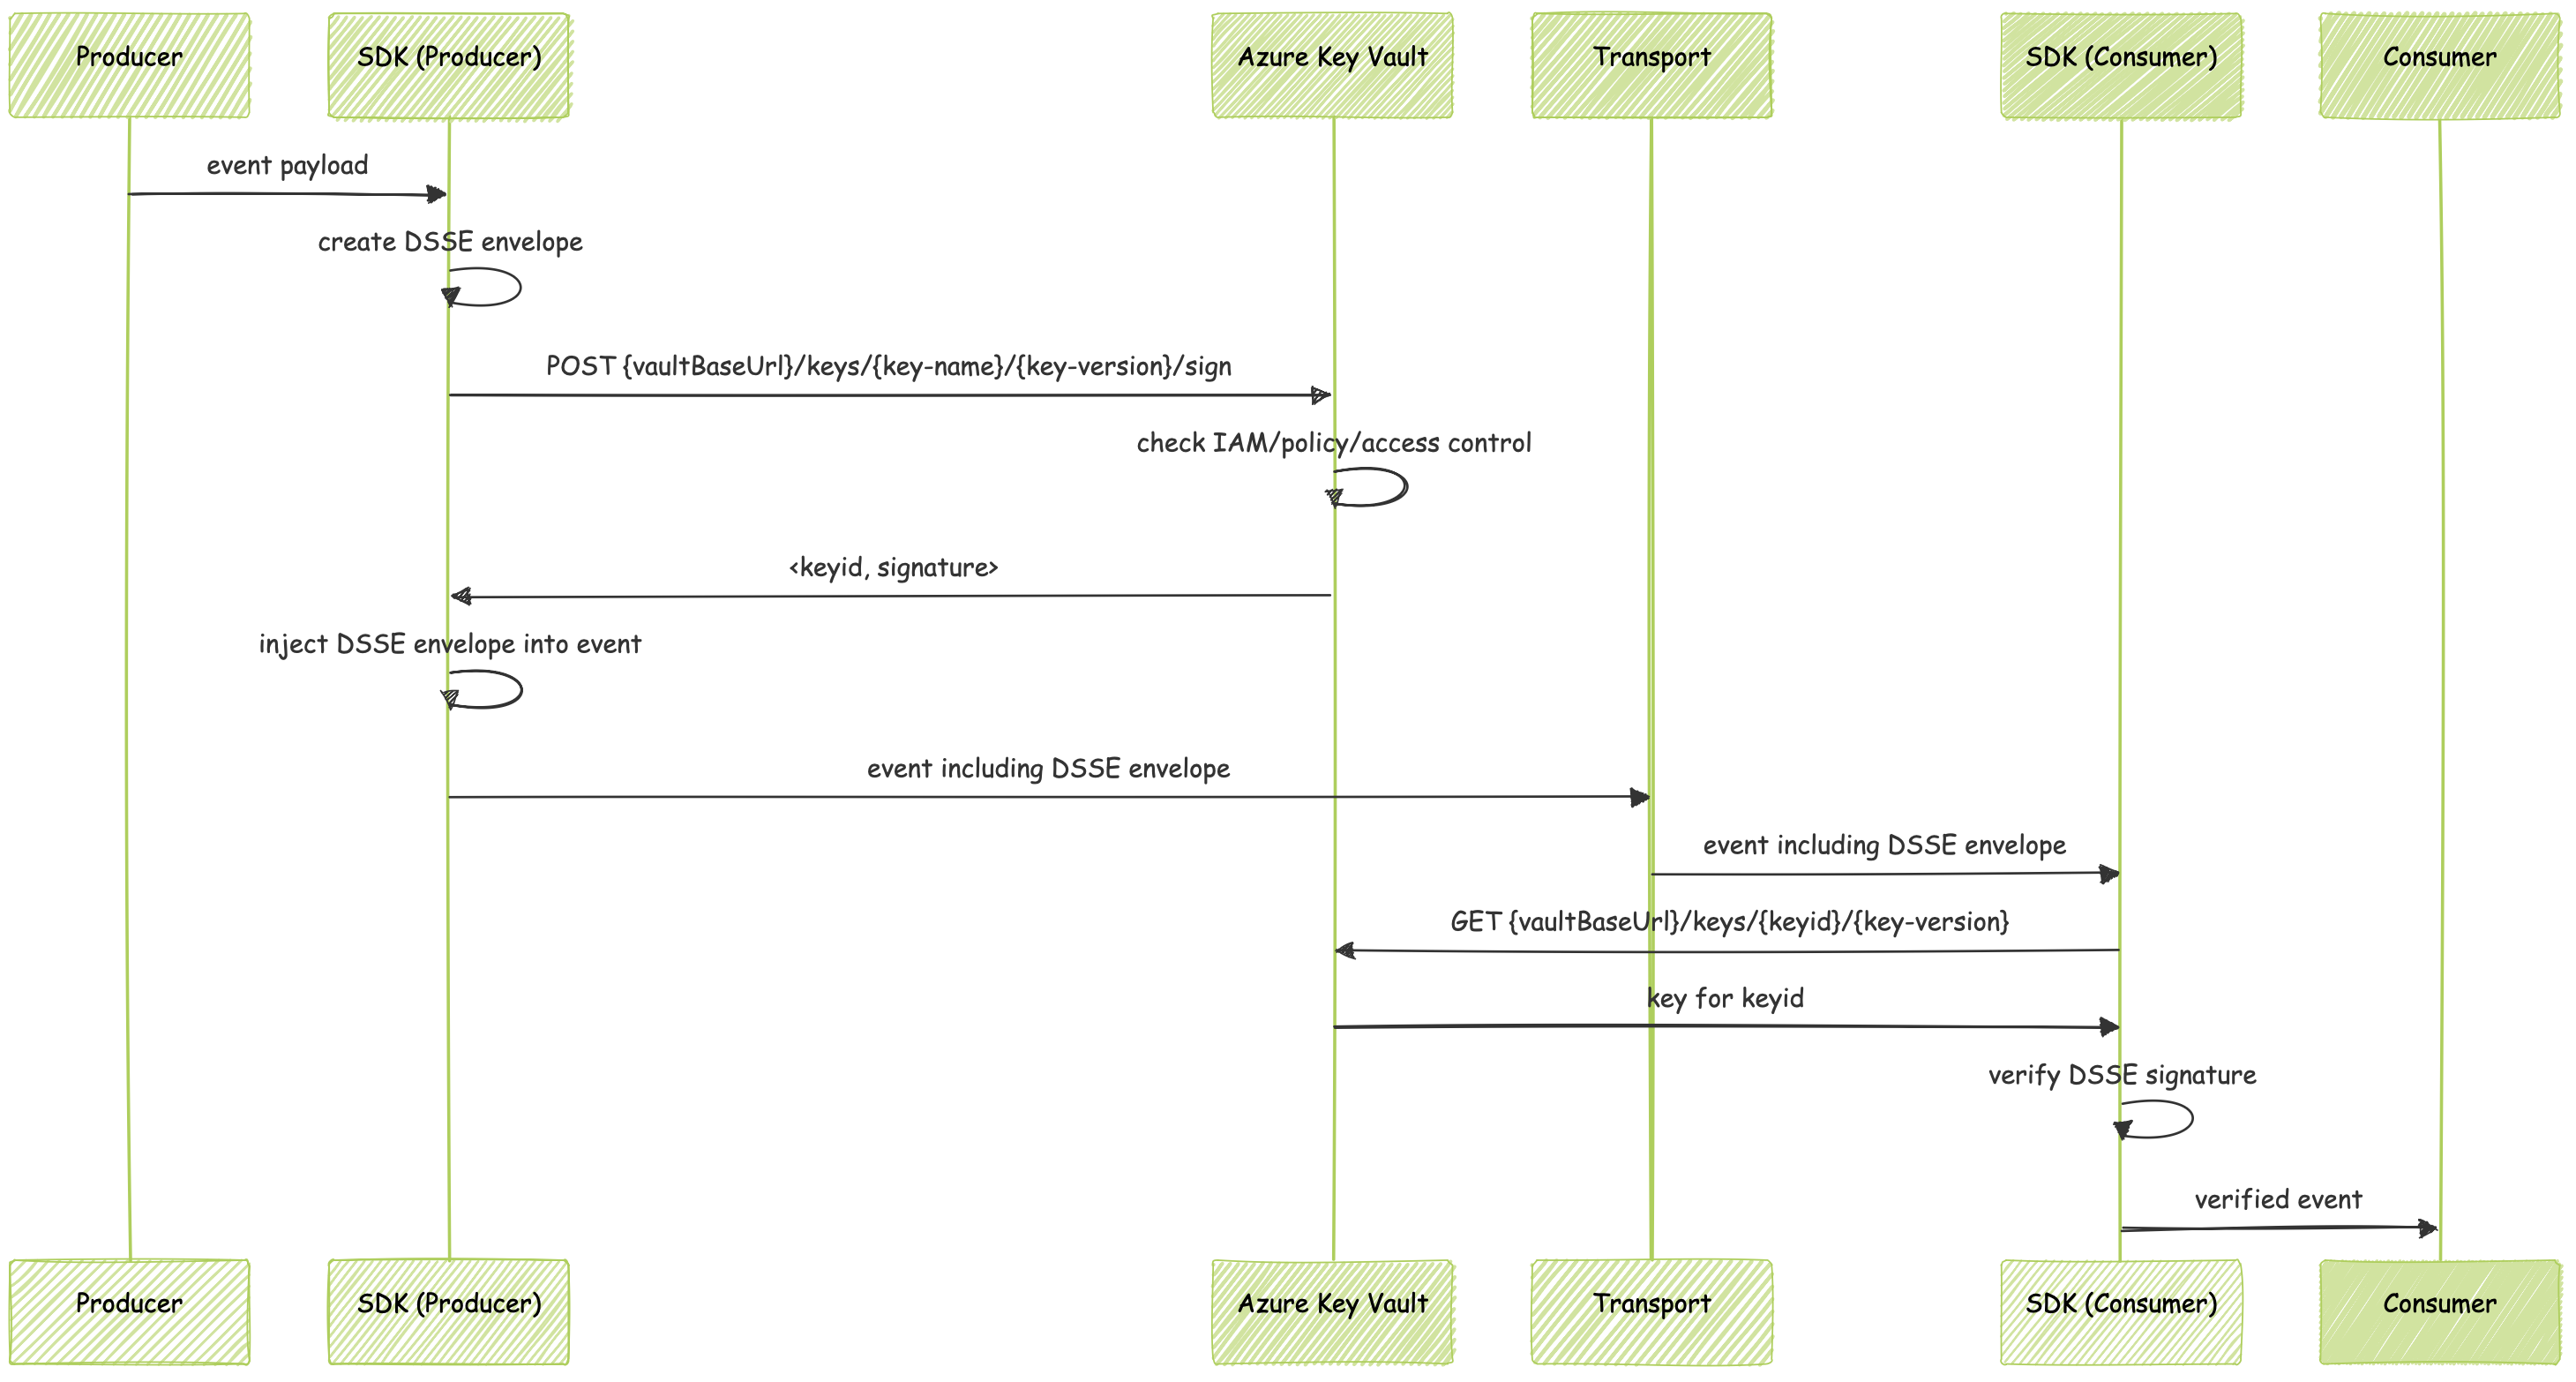 Producer
SDK (Producer)
Azure Key Vault
Transport
SDK (Consumer)
Consumer
event payload
create DSSE envelope
POST {vaultBaseUrl}/keys/{key-name}/{key-version}/sign
check IAM/policy/access control
<keyid, signature>
inject DSSE envelope into event
event including DSSE envelope
event including DSSE envelope
GET {vaultBaseUrl}/keys/{keyid}/{key-version}
key for keyid
verify DSSE signature
verified event
Producer
SDK (Producer)
Azure Key Vault
Transport
SDK (Consumer)
Consumer